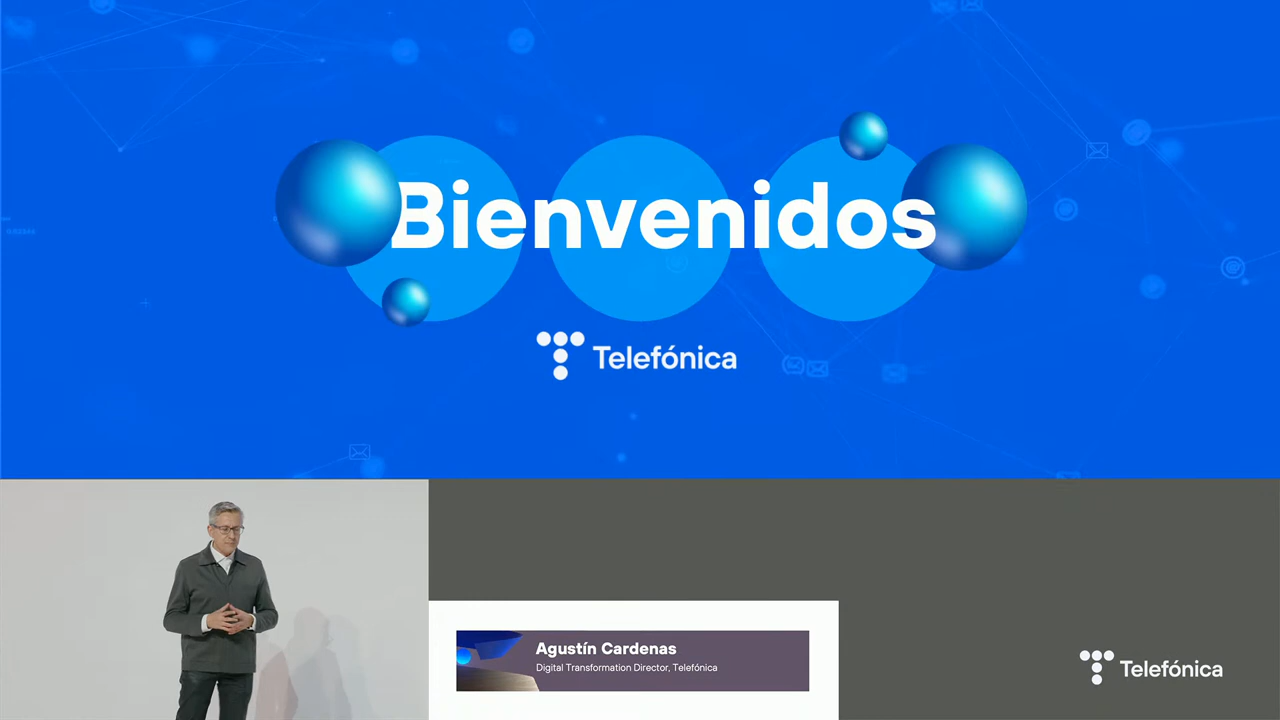 Bienvenidos
Telefónica
Agustín Cardenas
Digital Transformation Director, Telefónica
Telefónica